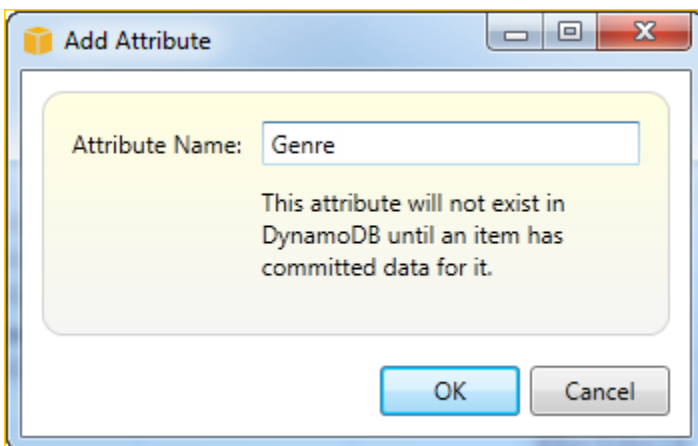 Add Attribute
Attribute Name: Genre
This attribute will not exist in
DynamoDB until an item has
committed data for it.
OK Cancel